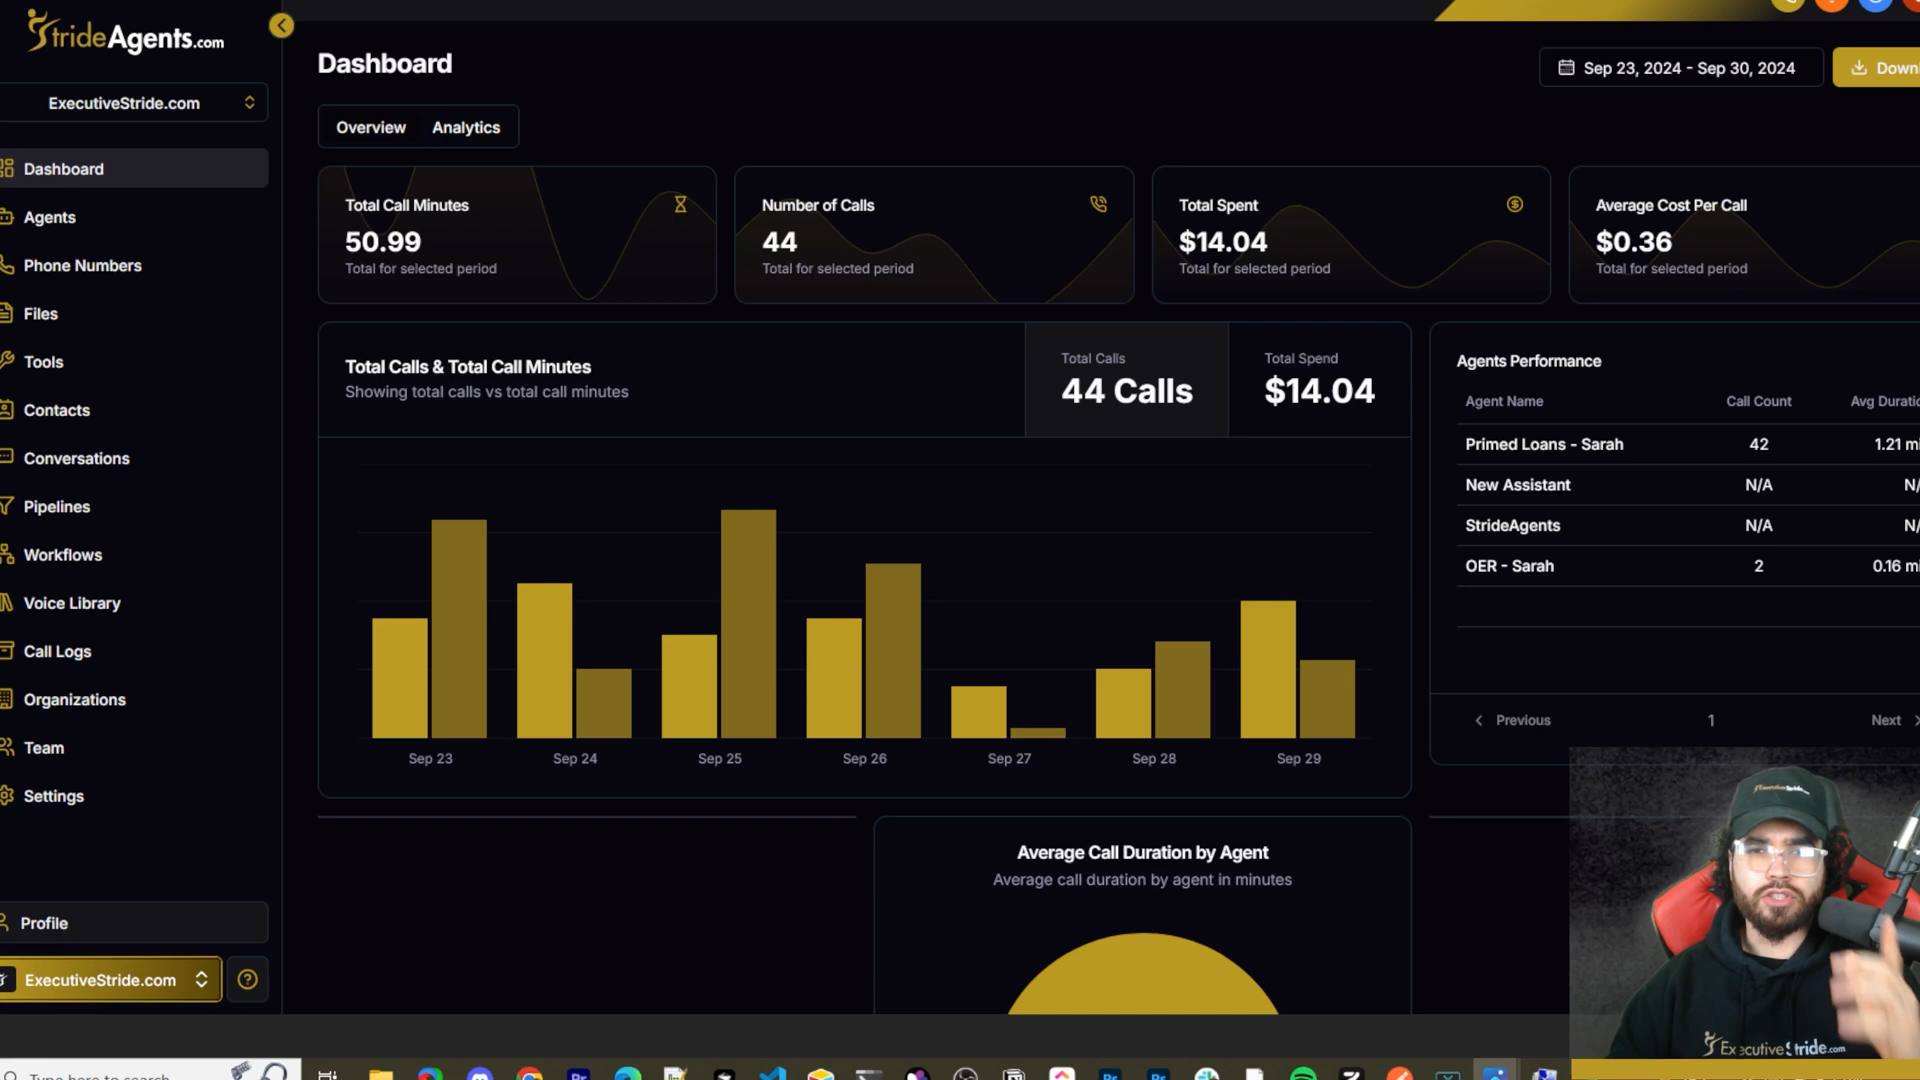 StrideAgents.com
ExecutiveStride.com
Dashboard
Agents
Phone Numbers
Files
Tools
Contacts
Conversations
Pipelines
Workflows
Voice Library
Call Logs
Organizations
Team
Settings
Profile
ExecutiveStride.com
Dashboard
Sep 23, 2024 - Sep 30, 2024
Overview Analytics
Total Call Minutes
50.99
Total for selected period
Number of Calls
44
Total for selected period
Total Spent
$14.04
Total for selected period
Average Cost Per Call
$0.36
Total for selected period
Total Calls & Total Call Minutes
Showing total calls vs total call minutes
Total Calls
44 Calls
Total Spend
$14.04
Sep 23 Sep 24 Sep 25 Sep 26 Sep 27 Sep 28 Sep 29
Agents Performance
Agent Name Call Count Avg
Primed Loans - Sarah 42 1.21
New Assistant N/A
StrideAgents N/A
OER - Sarah 2 0.16
Previous 1 Next
Average Call Duration by Agent
Average call duration by agent in minutes
ExecutiveStride.com
Type here to search